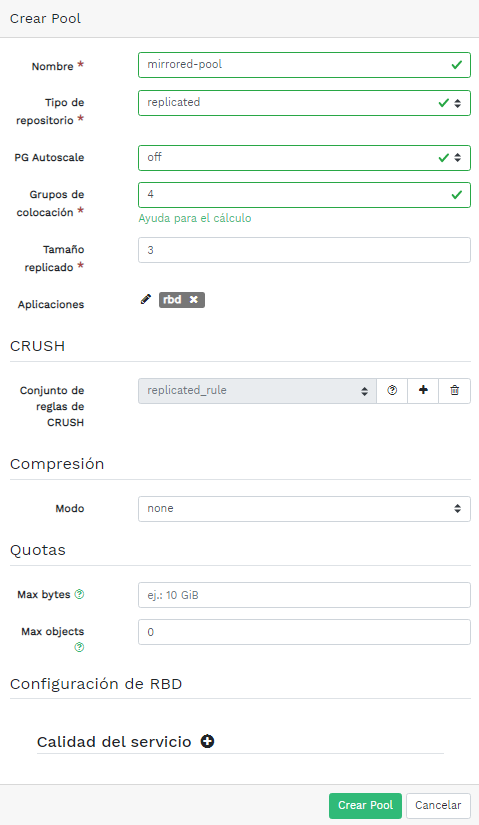 Crear Pool
Nombre *
mirrored-pool
Tipo de
repositorio *
replicated
PG Autoscale
off
Grupos de
colocación *
4
Ayuda para el cálculo
Tamaño
replicado *
3
Aplicaciones
rbd
CRUSH
Conjunto de
reglas de
CRUSH
replicated_rule
Compresión
Modo
none
Quotas
Max bytes
ej.: 10 GiB
Max objects
0
Configuración de RBD
Calidad del servicio
Crear Pool
Cancelar